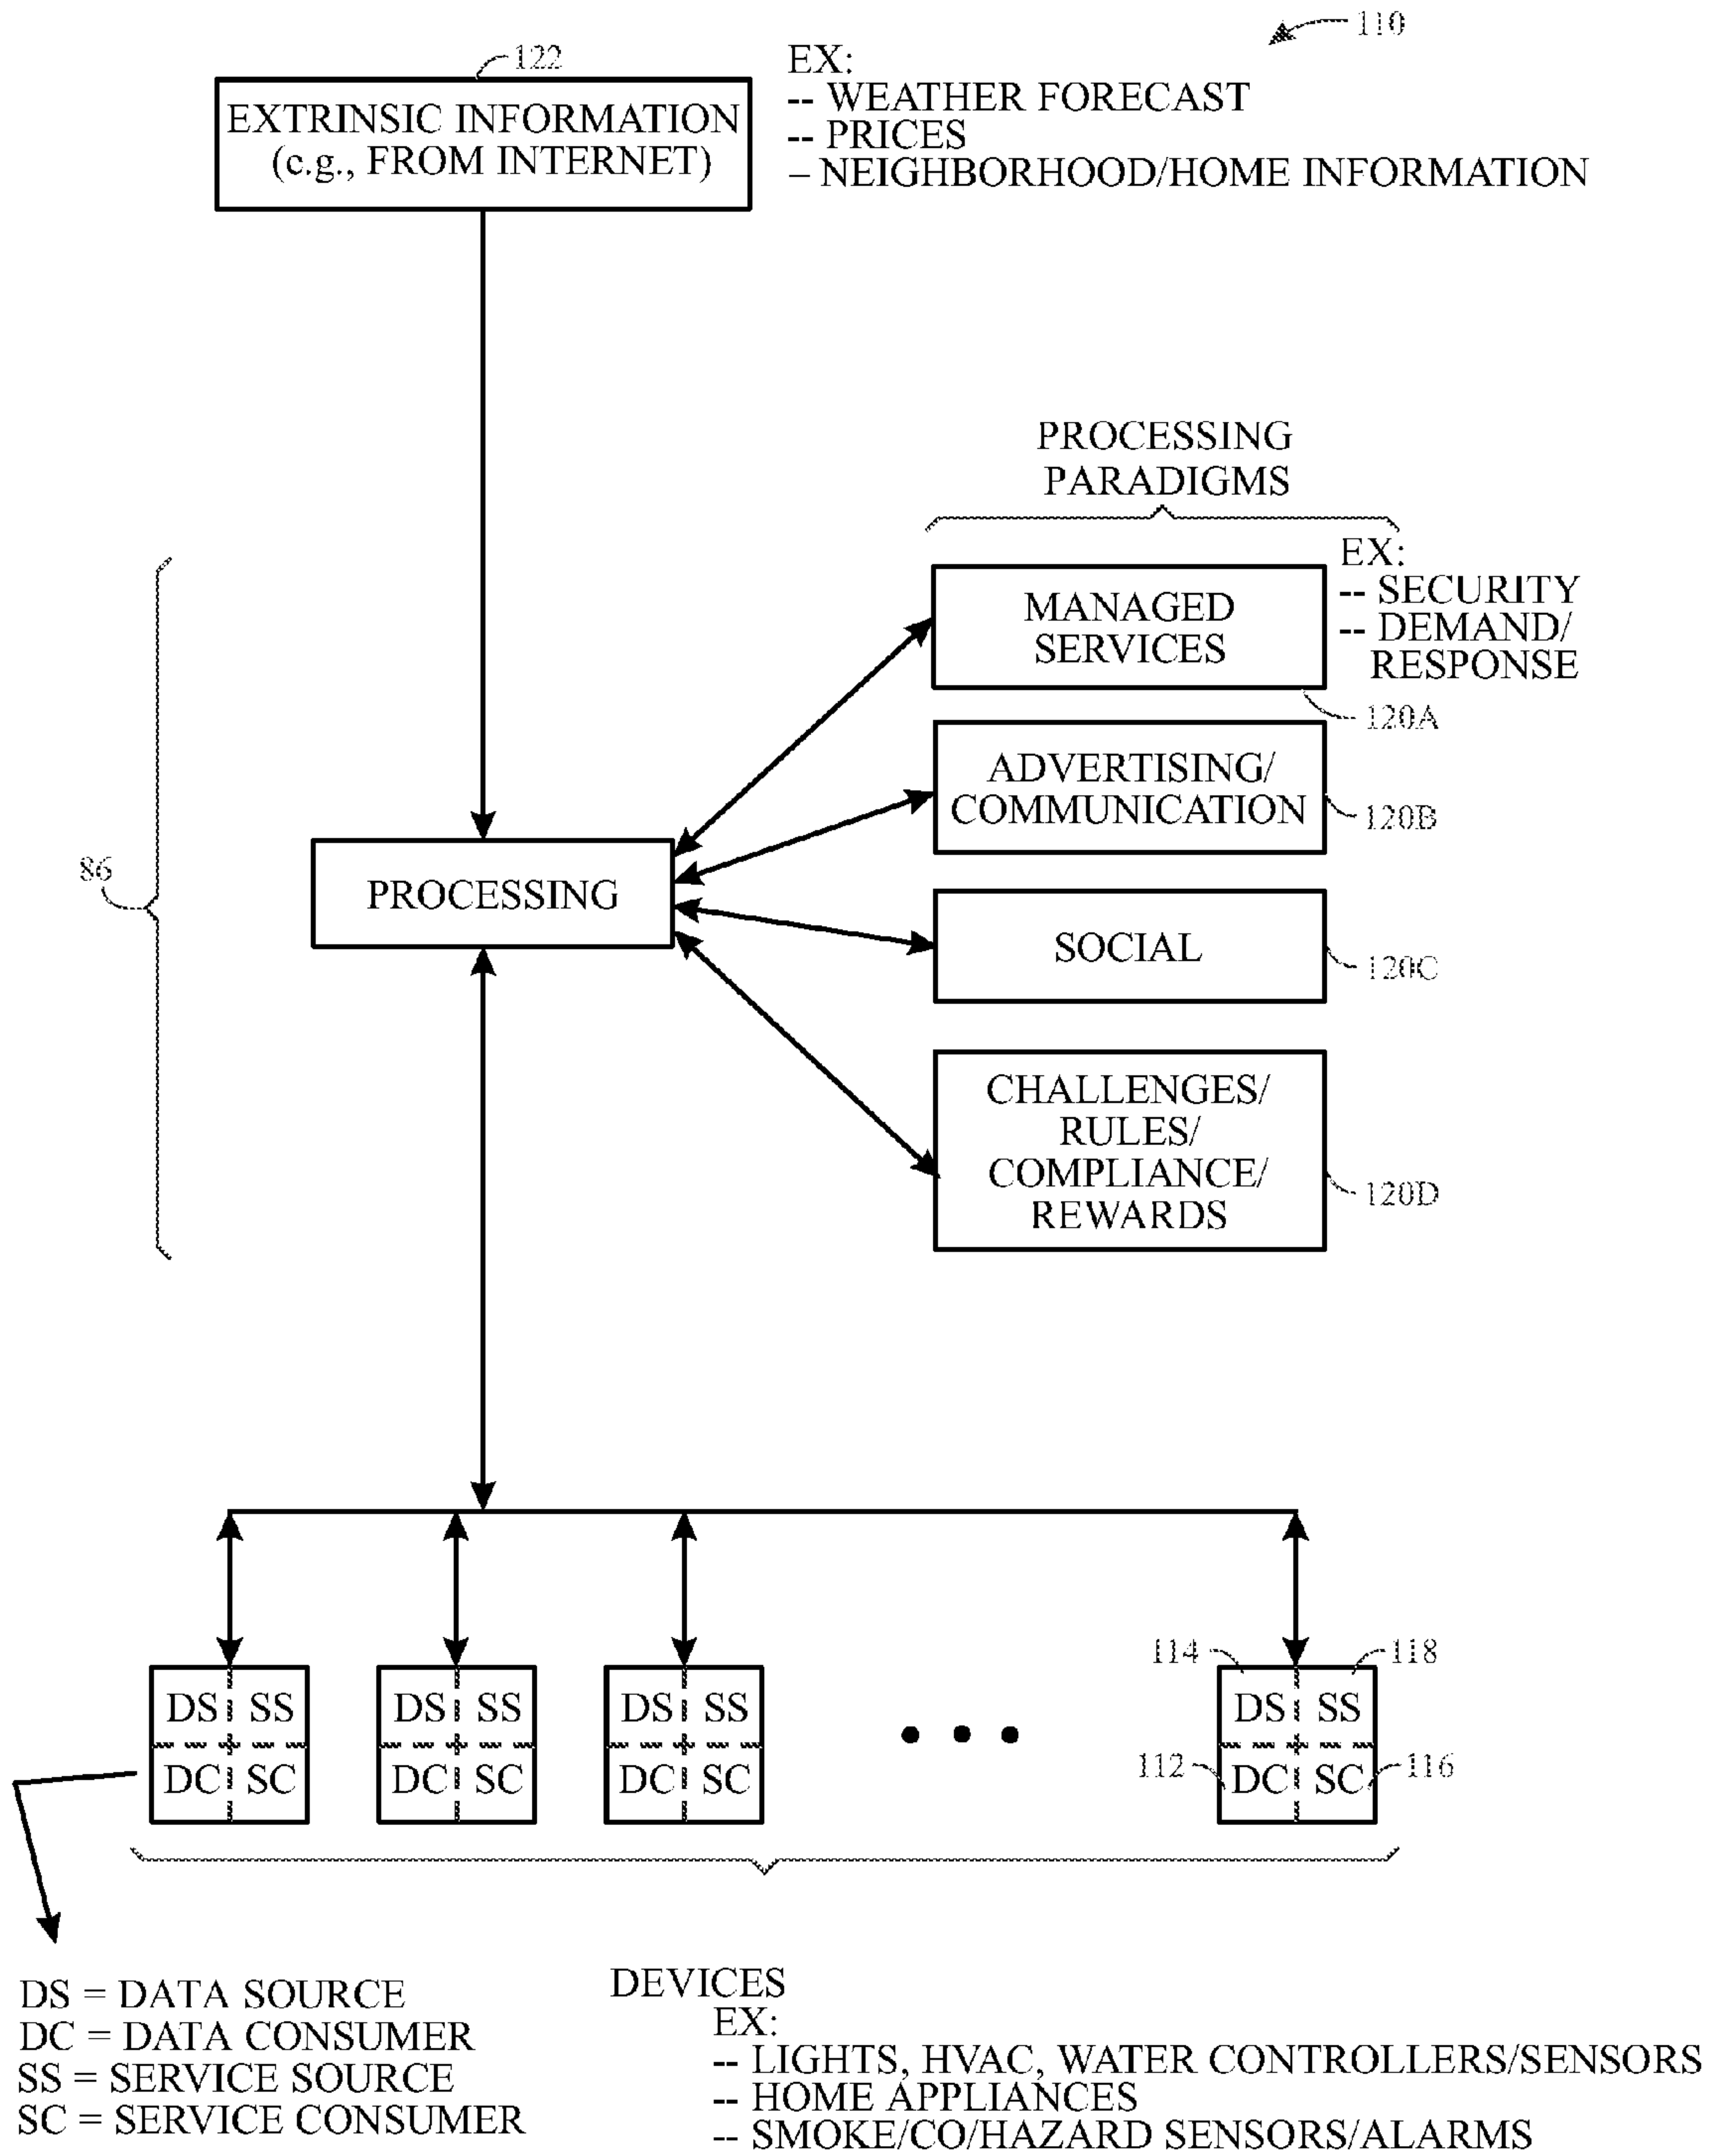 110
122
EXTRINSIC INFORMATION
(e.g., FROM INTERNET)
EX:
-- WEATHER FORECAST
-- PRICES
– NEIGHBORHOOD/HOME INFORMATION
PROCESSING
PARADIGMS
MANAGED
SERVICES
EX:
-- SECURITY
-- DEMAND/
RESPONSE
120A
ADVERTISING/
COMMUNICATION
120B
86
PROCESSING
SOCIAL
120C
CHALLENGES/
RULES/
COMPLIANCE/
REWARDS
120D
114
118
DS SS
DC SC
DS SS
DC SC
DS SS
DC SC
• • •
DS SS
DC SC
112
116
DS = DATA SOURCE
DC = DATA CONSUMER
SS = SERVICE SOURCE
SC = SERVICE CONSUMER
DEVICES
EX:
-- LIGHTS, HVAC, WATER CONTROLLERS/SENSORS
-- HOME APPLIANCES
-- SMOKE/CO/HAZARD SENSORS/ALARMS